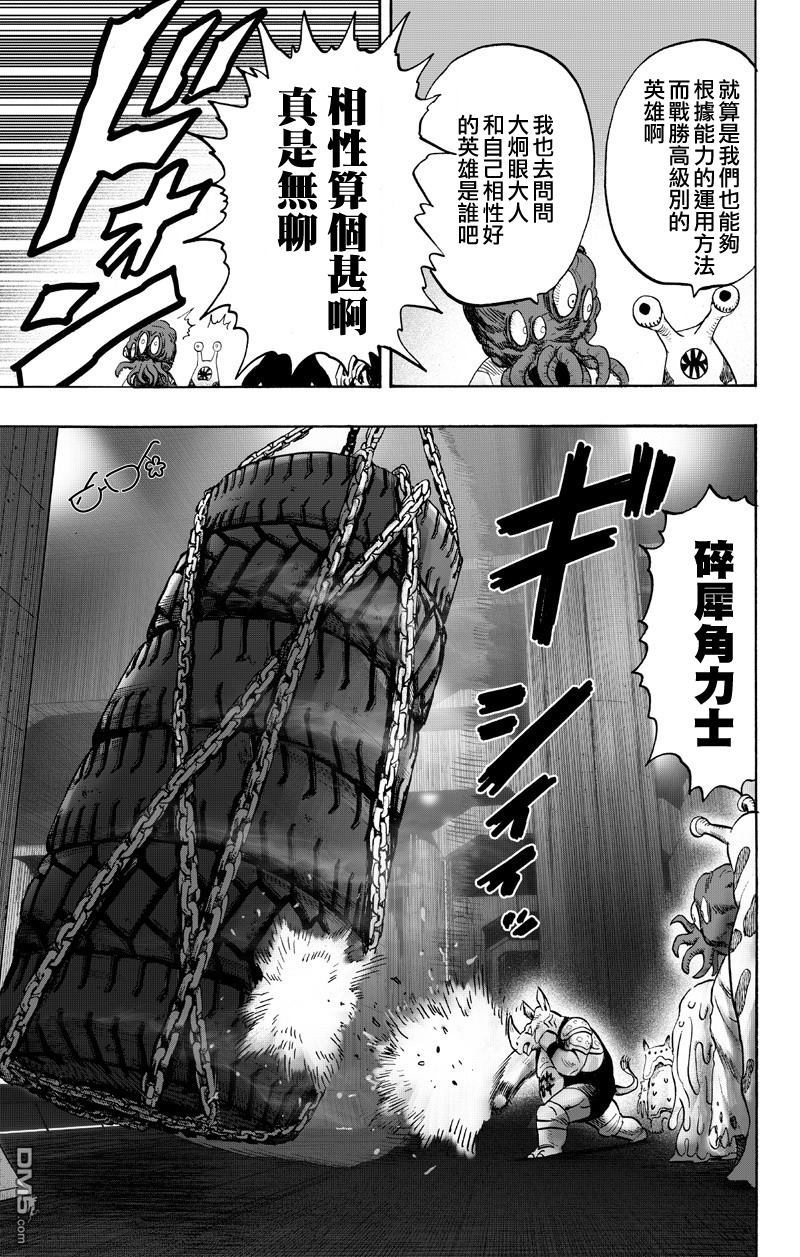 就算是我們也能夠
根據能力的運用方法
而戰勝高級別的
英雄啊
我也去問問
大炯眼大人
和自己相性好
的英雄是誰吧
相性算個甚啊
真是無聊
ドォン
碎犀角力士
ギシィィッ
DM5.com